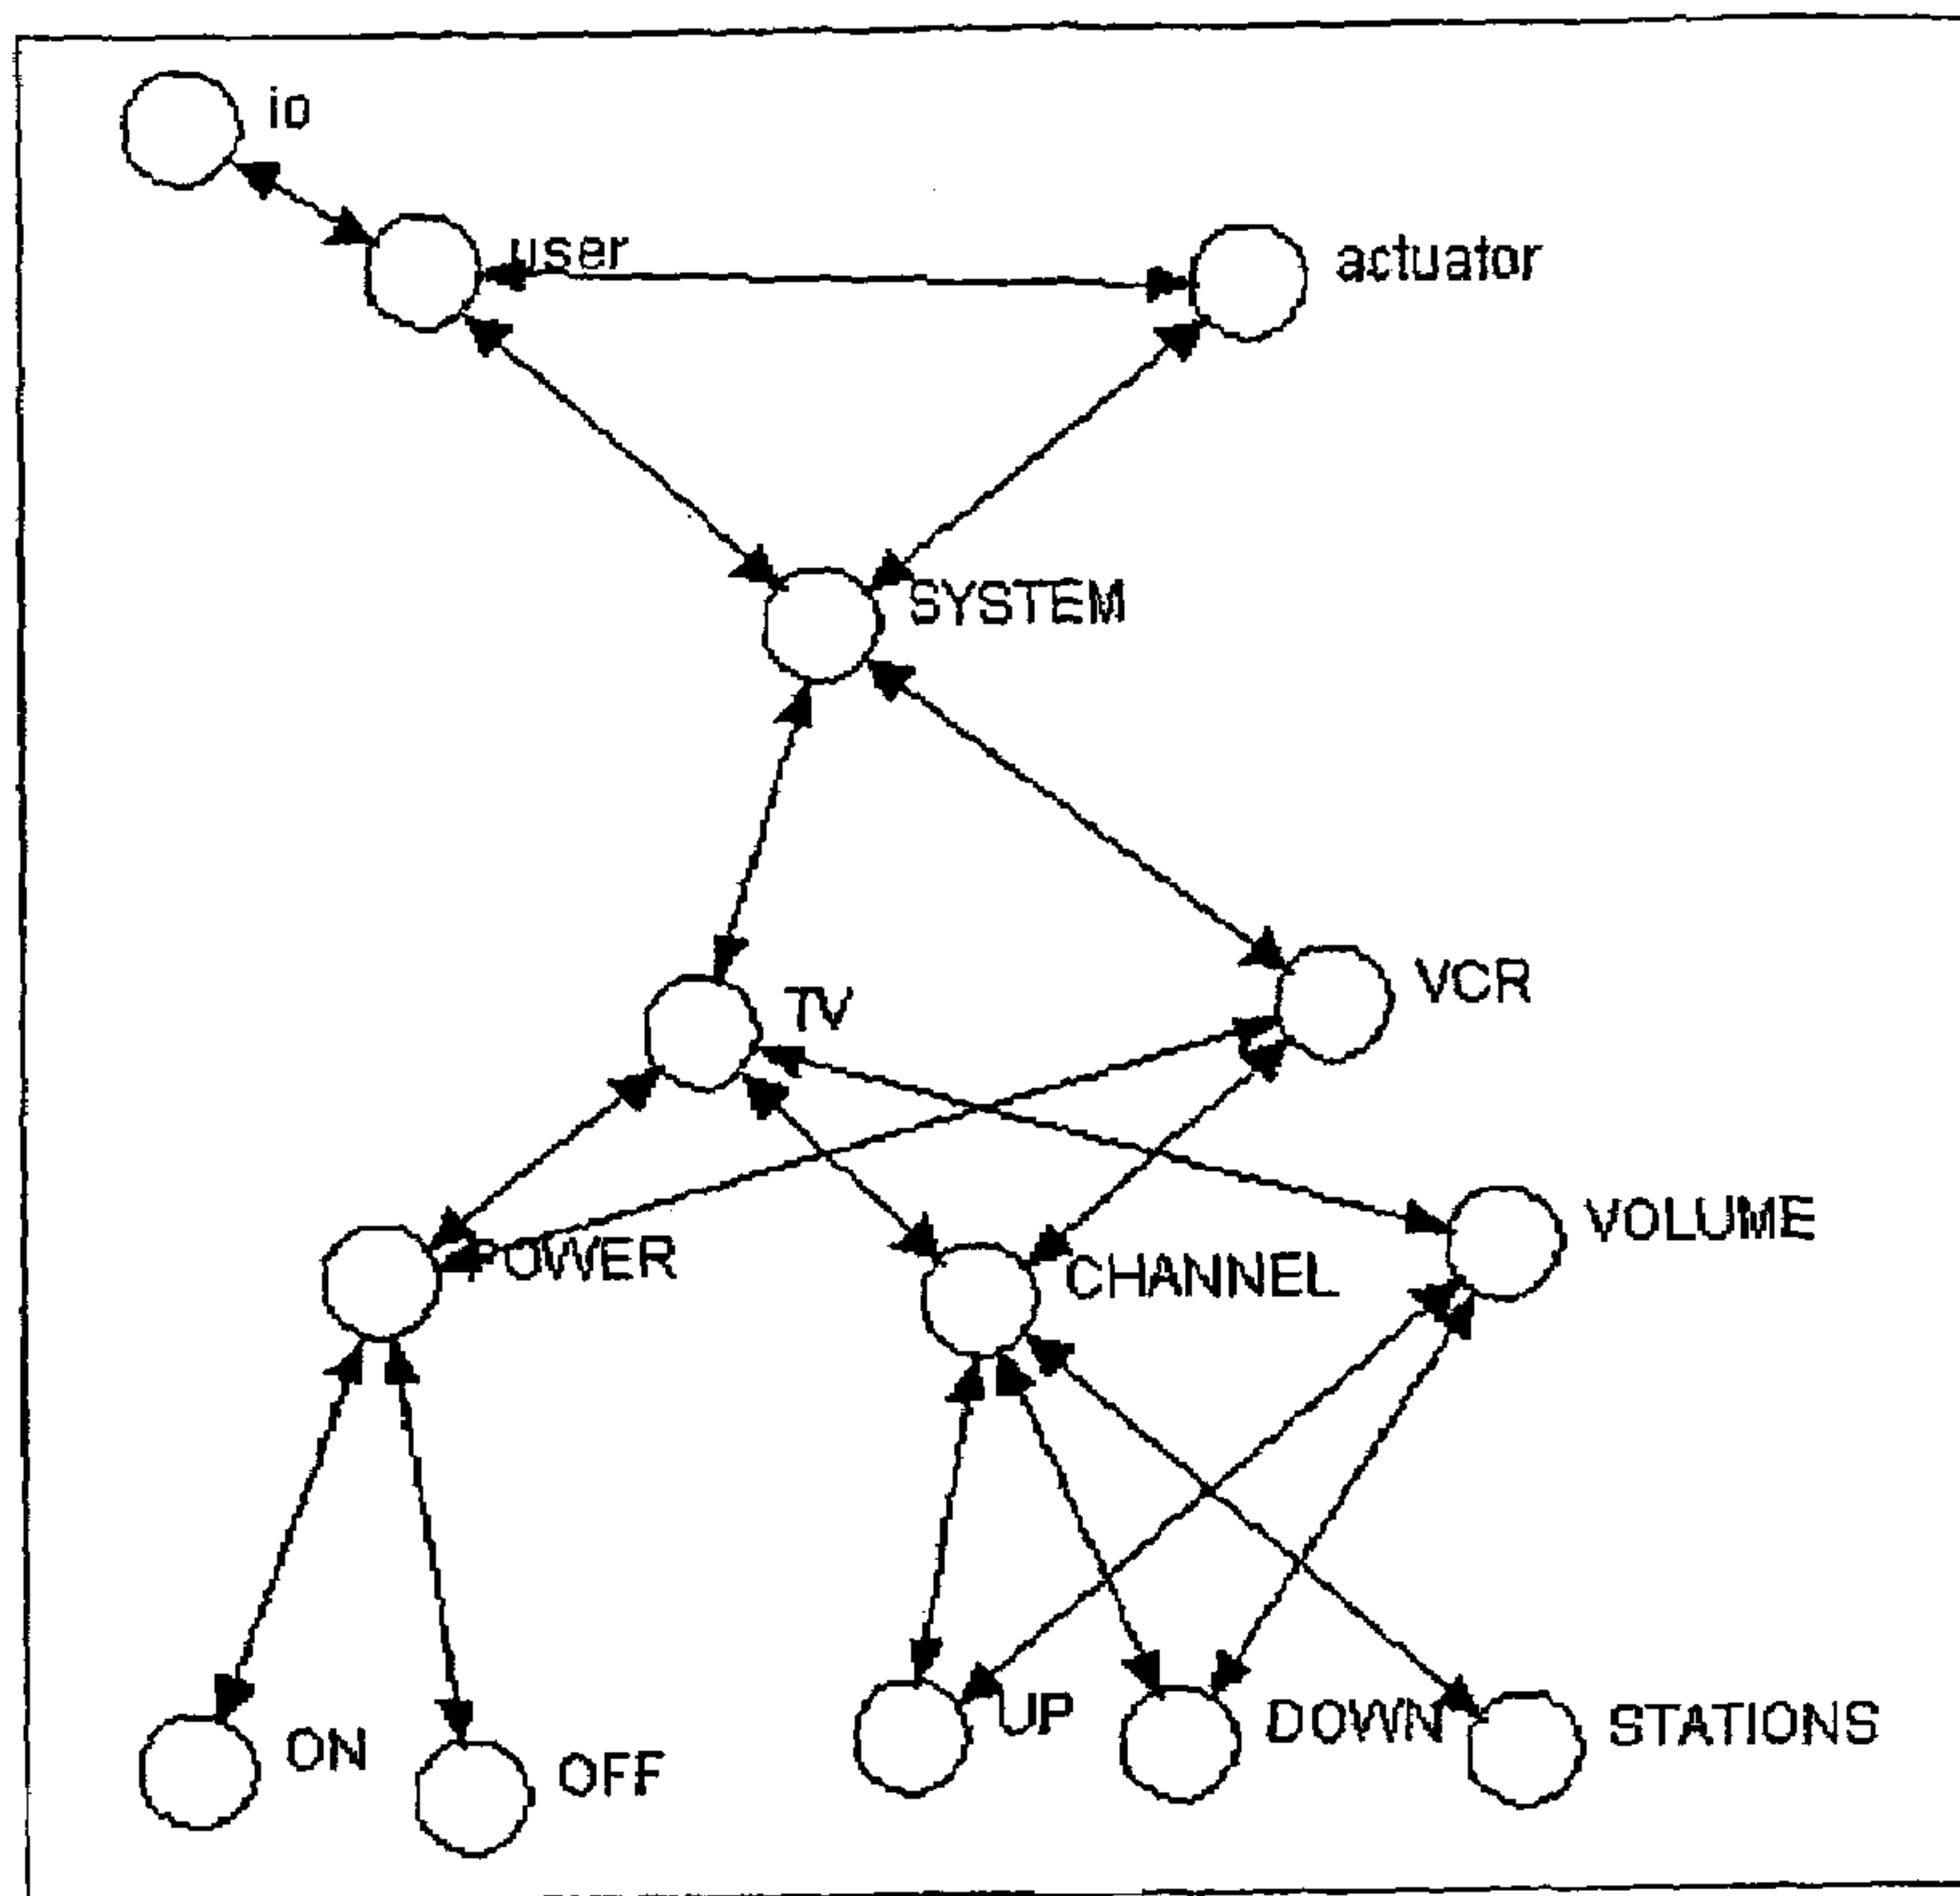 io
user
actuator
SYSTEM
TV
VCR
POWER
CHANNEL
VOLUME
ON
OFF
UP
DOWN
STATIONS